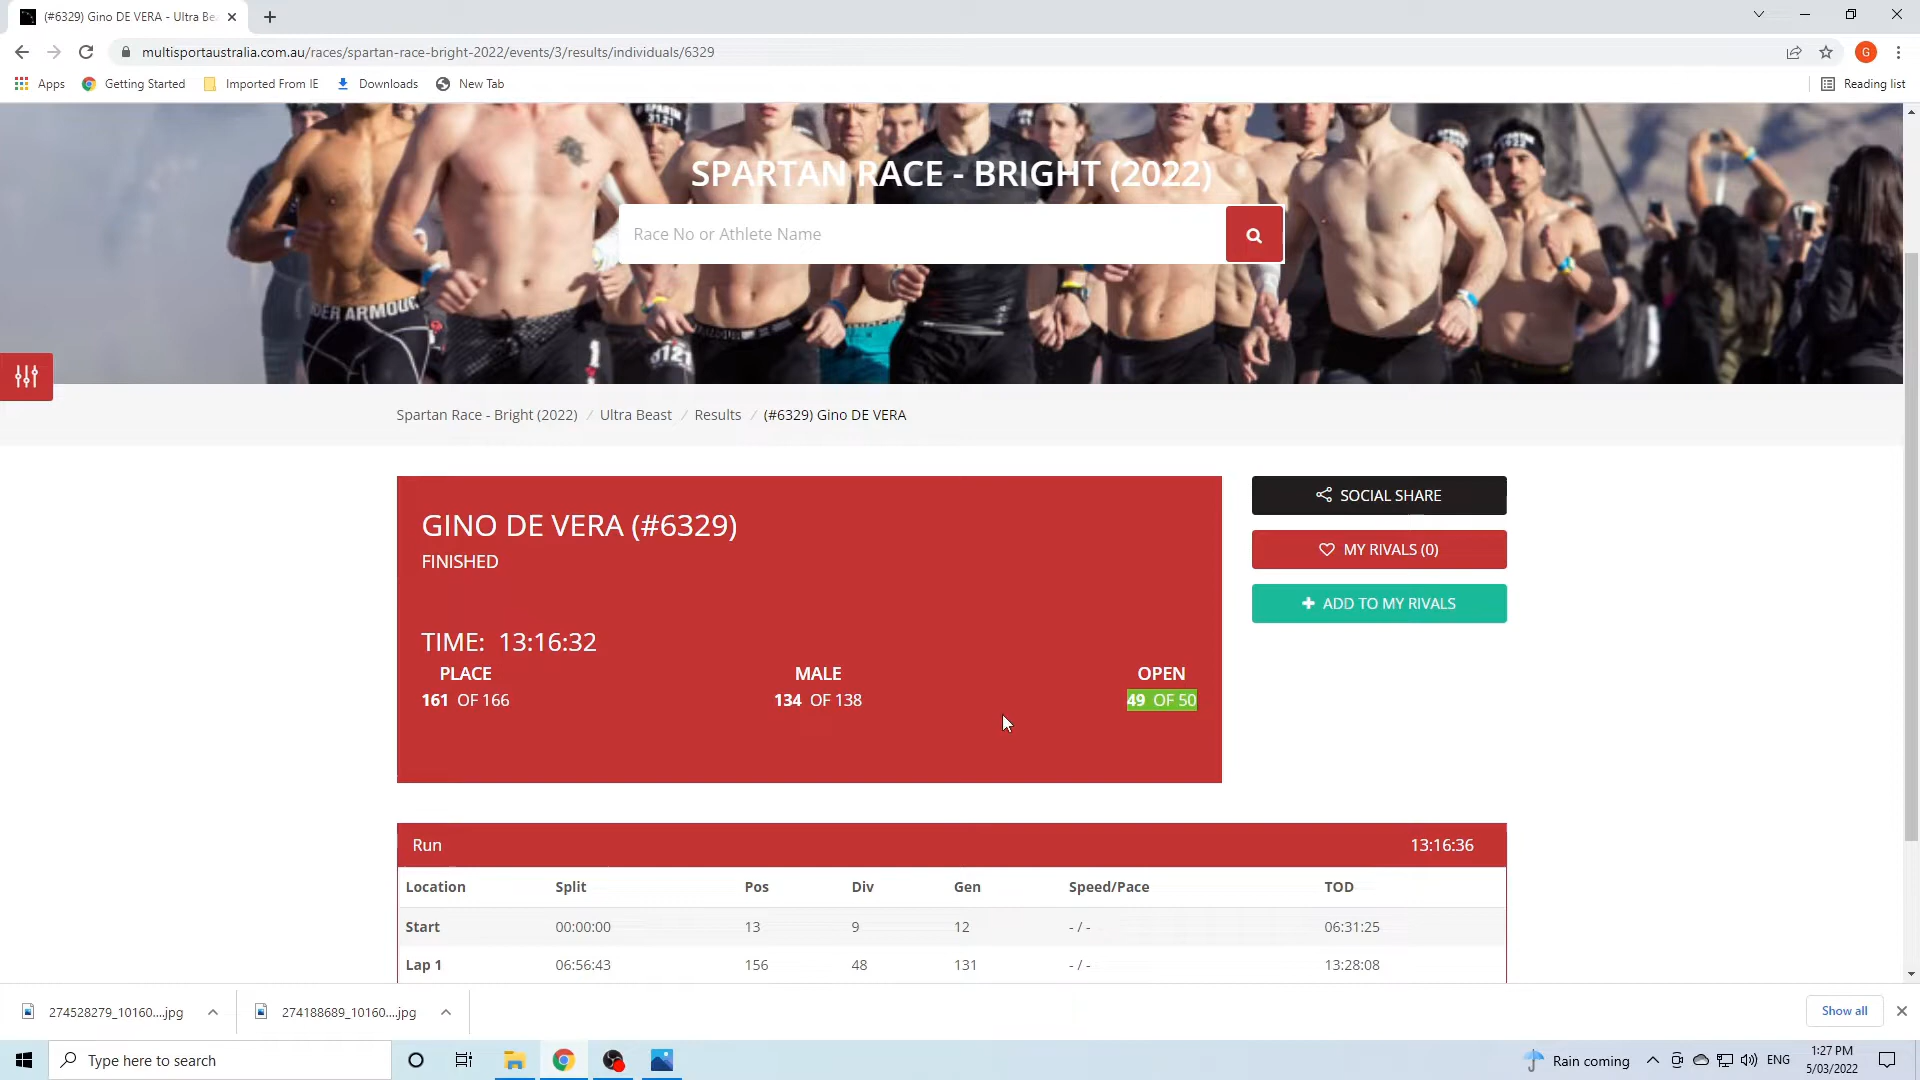 (#6329) Gino DE VERA - Ultra Bea
multisportaustralia.com.au/races/spartan-race-bright-2022/events/3/results/individuals/6329
G
Apps Getting Started Imported From IE Downloads New Tab Reading list
SPARTAN RACE - BRIGHT (2022)
Race No or Athlete Name
Spartan Race - Bright (2022) / Ultra Beast / Results / (#6329) Gino DE VERA
GINO DE VERA (#6329)
FINISHED
TIME: 13:16:32
PLACE MALE OPEN
161 OF 166 134 OF 138 49 OF 50
SOCIAL SHARE
MY RIVALS (0)
ADD TO MY RIVALS
Run 13:16:36
Location Split Pos Div Gen Speed/Pace TOD
Start 00:00:00 13 9 12 - / - 06:31:25
Lap 1 06:56:43 156 48 131 - / - 13:28:08
274528279_10160....jpg 274188689_10160....jpg Show all
Type here to search
Rain coming ENG 1:27 PM
5/03/2022